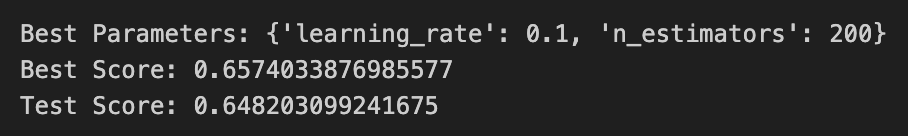 Best Parameters: {'learning_rate': 0.1, 'n_estimators': 200}
Best Score: 0.6574033876985577
Test Score: 0.648203099241675